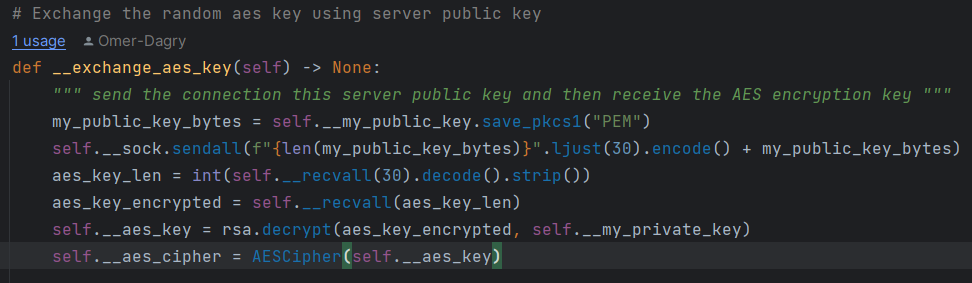 # Exchange the random aes key using server public key
1 usage Omer-Dagry
def __exchange_aes_key(self) -> None:
    """ send the connection this server public key and then receive the AES encryption key """
    my_public_key_bytes = self.__my_public_key.save_pkcs1("PEM")
    self.__sock.sendall(f"{len(my_public_key_bytes)}".ljust(30).encode() + my_public_key_bytes)
    aes_key_len = int(self.__recvall(30).decode().strip())
    aes_key_encrypted = self.__recvall(aes_key_len)
    self.__aes_key = rsa.decrypt(aes_key_encrypted, self.__my_private_key)
    self.__aes_cipher = AESCipher(self.__aes_key)